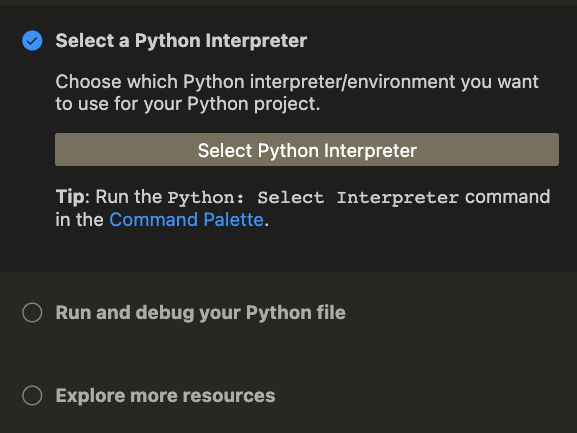 Select a Python Interpreter
Choose which Python interpreter/environment you want
to use for your Python project.
Select Python Interpreter
Tip: Run the Python: Select Interpreter command
in the Command Palette.
Run and debug your Python file
Explore more resources